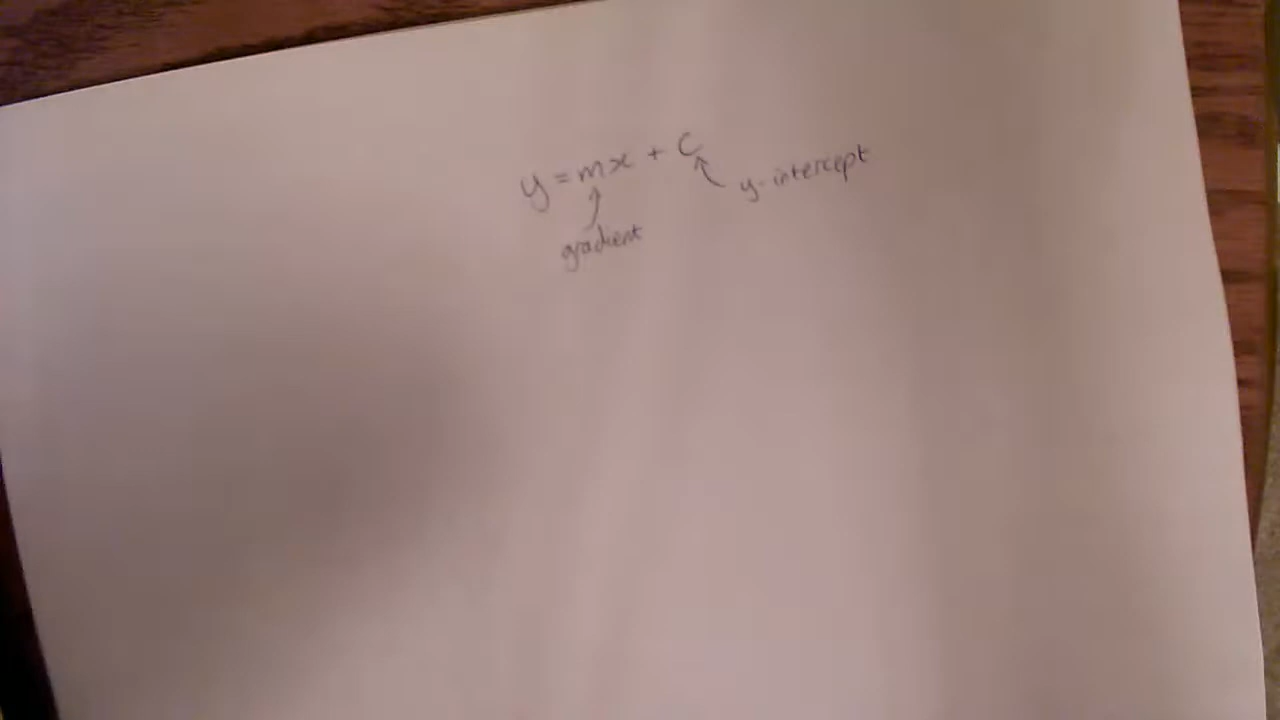 y = mx + c
y-intercept
gradient